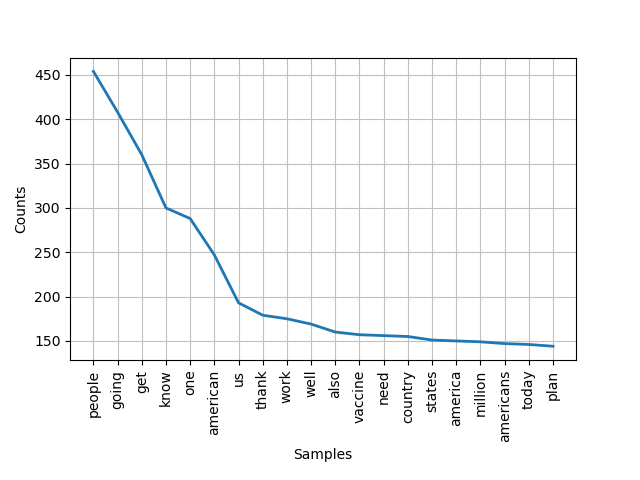 450
400
350
300
250
200
150
Counts
people
going
get
know
one
american
us
thank
work
well
also
vaccine
need
country
states
america
million
americans
today
plan
Samples